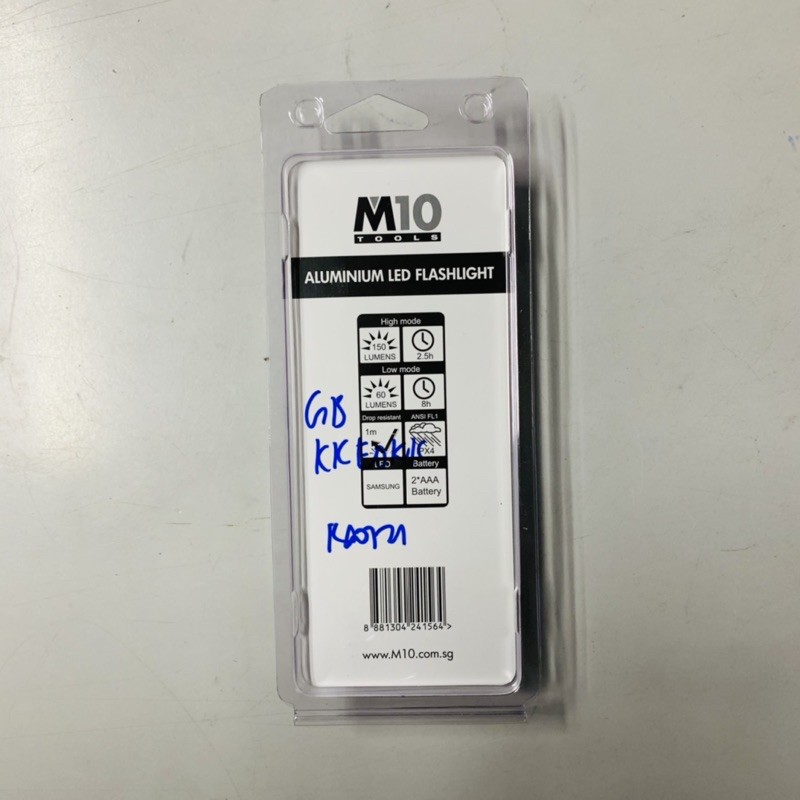 M10
TOOLS
ALUMINIUM LED FLASHLIGHT
High mode
150 LUMENS
2.5h
Low mode
60 LUMENS
8h
Drop resistant
ANSI FL1
1m
LED
Battery
SAMSUNG
2*AAA Battery
GB
8 881304 241564 >
www.M10.com.sg